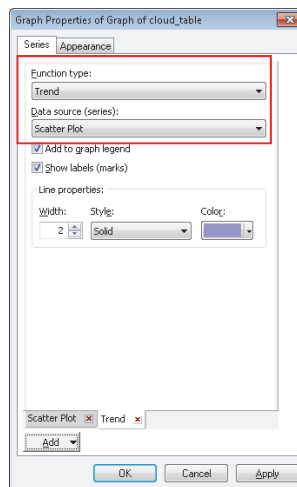 Graph Properties of Graph of cloud_table
Series Appearance
Function type:
Trend
Data source (series):
Scatter Plot
Add to graph legend
Show labels (marks)
Line properties:
Width: Style: Color:
2 Solid
Scatter Plot Trend
Add
OK Cancel Apply